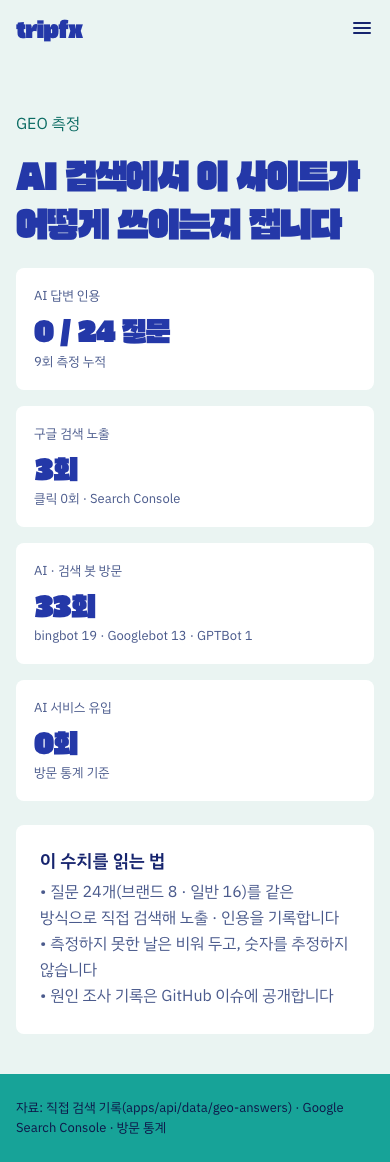 tripfx
GEO 측정
AI 검색에서 이 사이트가
어떻게 쓰이는지 잽니다
AI 답변 인용
0 / 24 질문
9회 측정 누적
구글 검색 노출
3회
클릭 0회 · Search Console
AI · 검색 봇 방문
33회
bingbot 19 · Googlebot 13 · GPTBot 1
AI 서비스 유입
0회
방문 통계 기준
이 수치를 읽는 법
• 질문 24개(브랜드 8 · 일반 16)를 같은
방식으로 직접 검색해 노출 · 인용을 기록합니다
• 측정하지 못한 날은 비워 두고, 숫자를 추정하지
않습니다
• 원인 조사 기록은 GitHub 이슈에 공개합니다
자료: 직접 검색 기록(apps/api/data/geo-answers) · Google
Search Console · 방문 통계